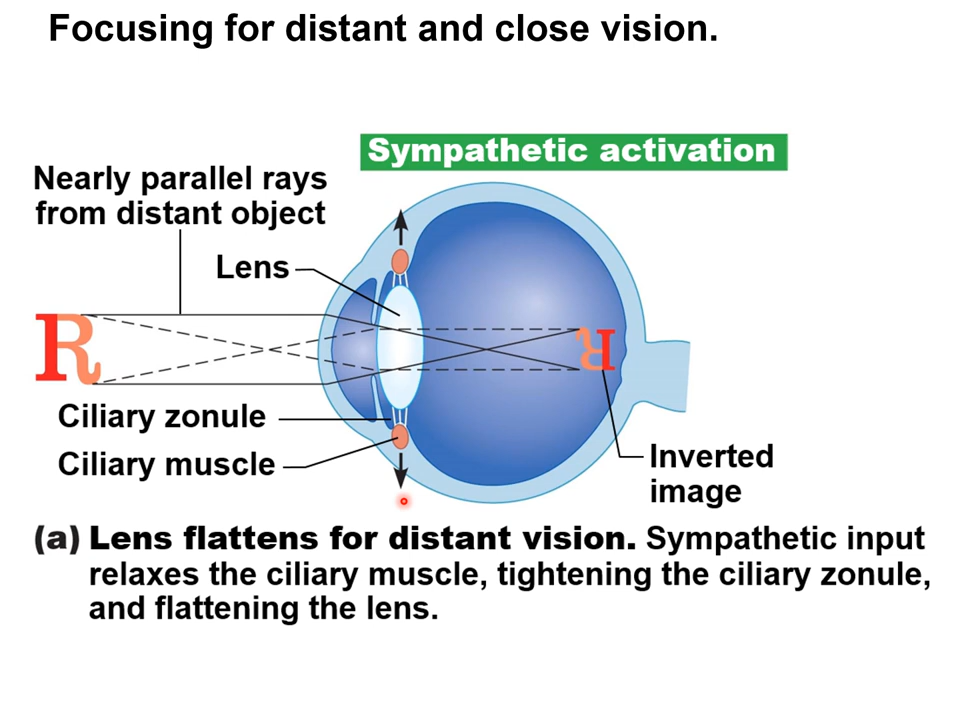 Focusing for distant and close vision.
Sympathetic activation
Nearly parallel rays
from distant object
Lens
R
R
Ciliary zonule
Ciliary muscle
Inverted
image
(a) Lens flattens for distant vision. Sympathetic input
relaxes the ciliary muscle, tightening the ciliary zonule,
and flattening the lens.